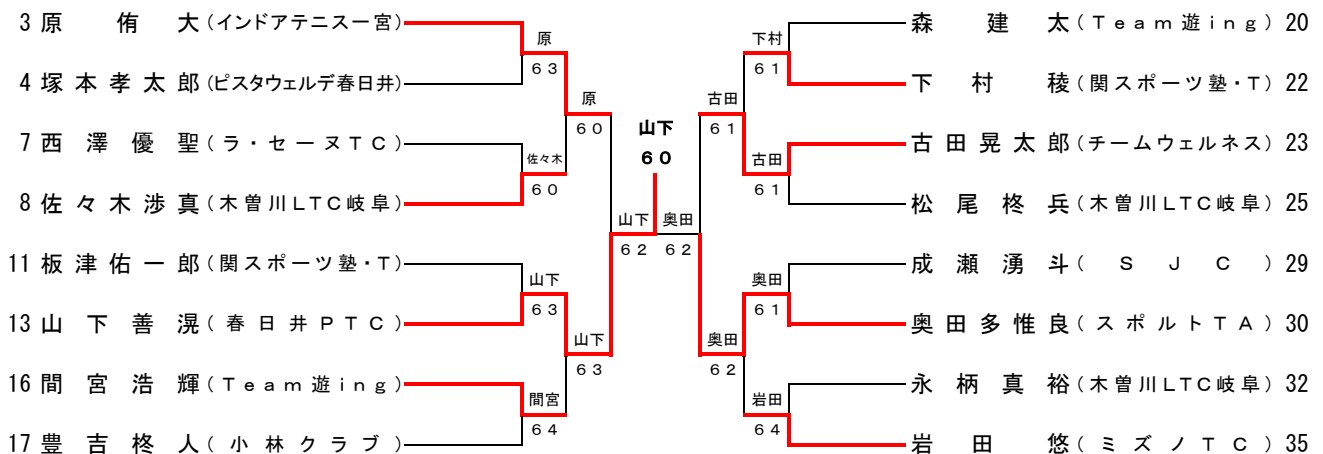 3 原 侑 大 (インドアテニス一宮)
原
63
4 塚本孝太郎 (ピスタウェルデ春日井)
原
60
7 西 澤 優 聖 (ラ・セーヌTC)
佐々木
60
8 佐々木渉真 (木曽川LTC岐阜)
山下
62
11 板津佑一郎 (関スポーツ塾・T)
山下
63
13 山 下 善 滉 (春日井PTC)
山下
63
16 間 宮 浩 輝 (Team遊ing)
間宮
64
17 豊 吉 柊 人 (小林クラブ)
山下
60
森 建 太 (Team遊ing) 20
下村
61
下 村 稜 (関スポーツ塾・T) 22
古田
61
古田晃太郎 (チームウェルネス) 23
古田
61
松 尾 柊 兵 (木曽川LTC岐阜) 25
奥田
62
成 瀬 湧 斗 (SJC) 29
奥田
61
奥田多惟良 (スポルトTA) 30
奥田
62
永 柄 真 裕 (木曽川LTC岐阜) 32
岩田
64
岩 田 悠 (ミズノTC) 35